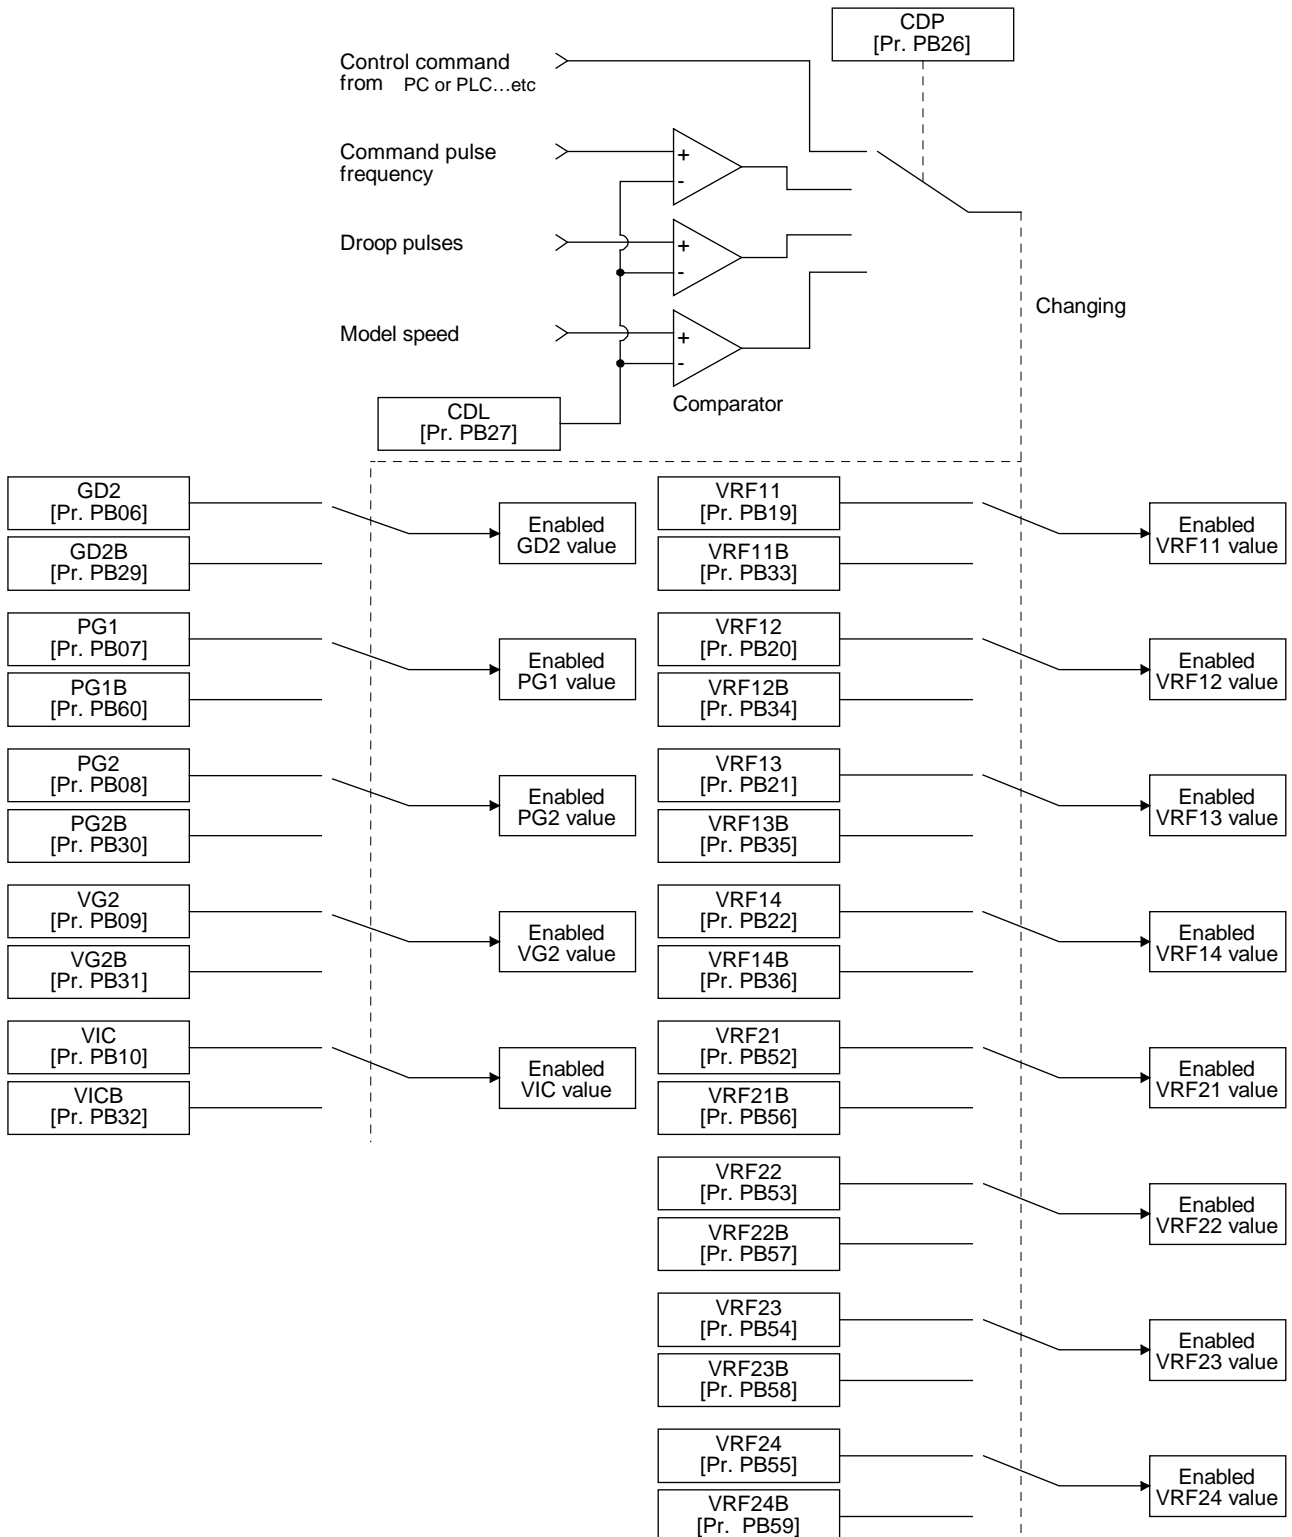 CDP
[Pr. PB26]
Control command
from PC or PLC...etc
Command pulse
frequency
+
-
Droop pulses
+
-
Changing
Model speed
+
-
Comparator
CDL
[Pr. PB27]
GD2
[Pr. PB06]
GD2B
[Pr. PB29]
Enabled
GD2 value
PG1
[Pr. PB07]
PG1B
[Pr. PB60]
Enabled
PG1 value
PG2
[Pr. PB08]
PG2B
[Pr. PB30]
Enabled
PG2 value
VG2
[Pr. PB09]
VG2B
[Pr. PB31]
Enabled
VG2 value
VIC
[Pr. PB10]
VICB
[Pr. PB32]
Enabled
VIC value
VRF11
[Pr. PB19]
VRF11B
[Pr. PB33]
Enabled
VRF11 value
VRF12
[Pr. PB20]
VRF12B
[Pr. PB34]
Enabled
VRF12 value
VRF13
[Pr. PB21]
VRF13B
[Pr. PB35]
Enabled
VRF13 value
VRF14
[Pr. PB22]
VRF14B
[Pr. PB36]
Enabled
VRF14 value
VRF21
[Pr. PB52]
VRF21B
[Pr. PB56]
Enabled
VRF21 value
VRF22
[Pr. PB53]
VRF22B
[Pr. PB57]
Enabled
VRF22 value
VRF23
[Pr. PB54]
VRF23B
[Pr. PB58]
Enabled
VRF23 value
VRF24
[Pr. PB55]
VRF24B
[Pr. PB59]
Enabled
VRF24 value